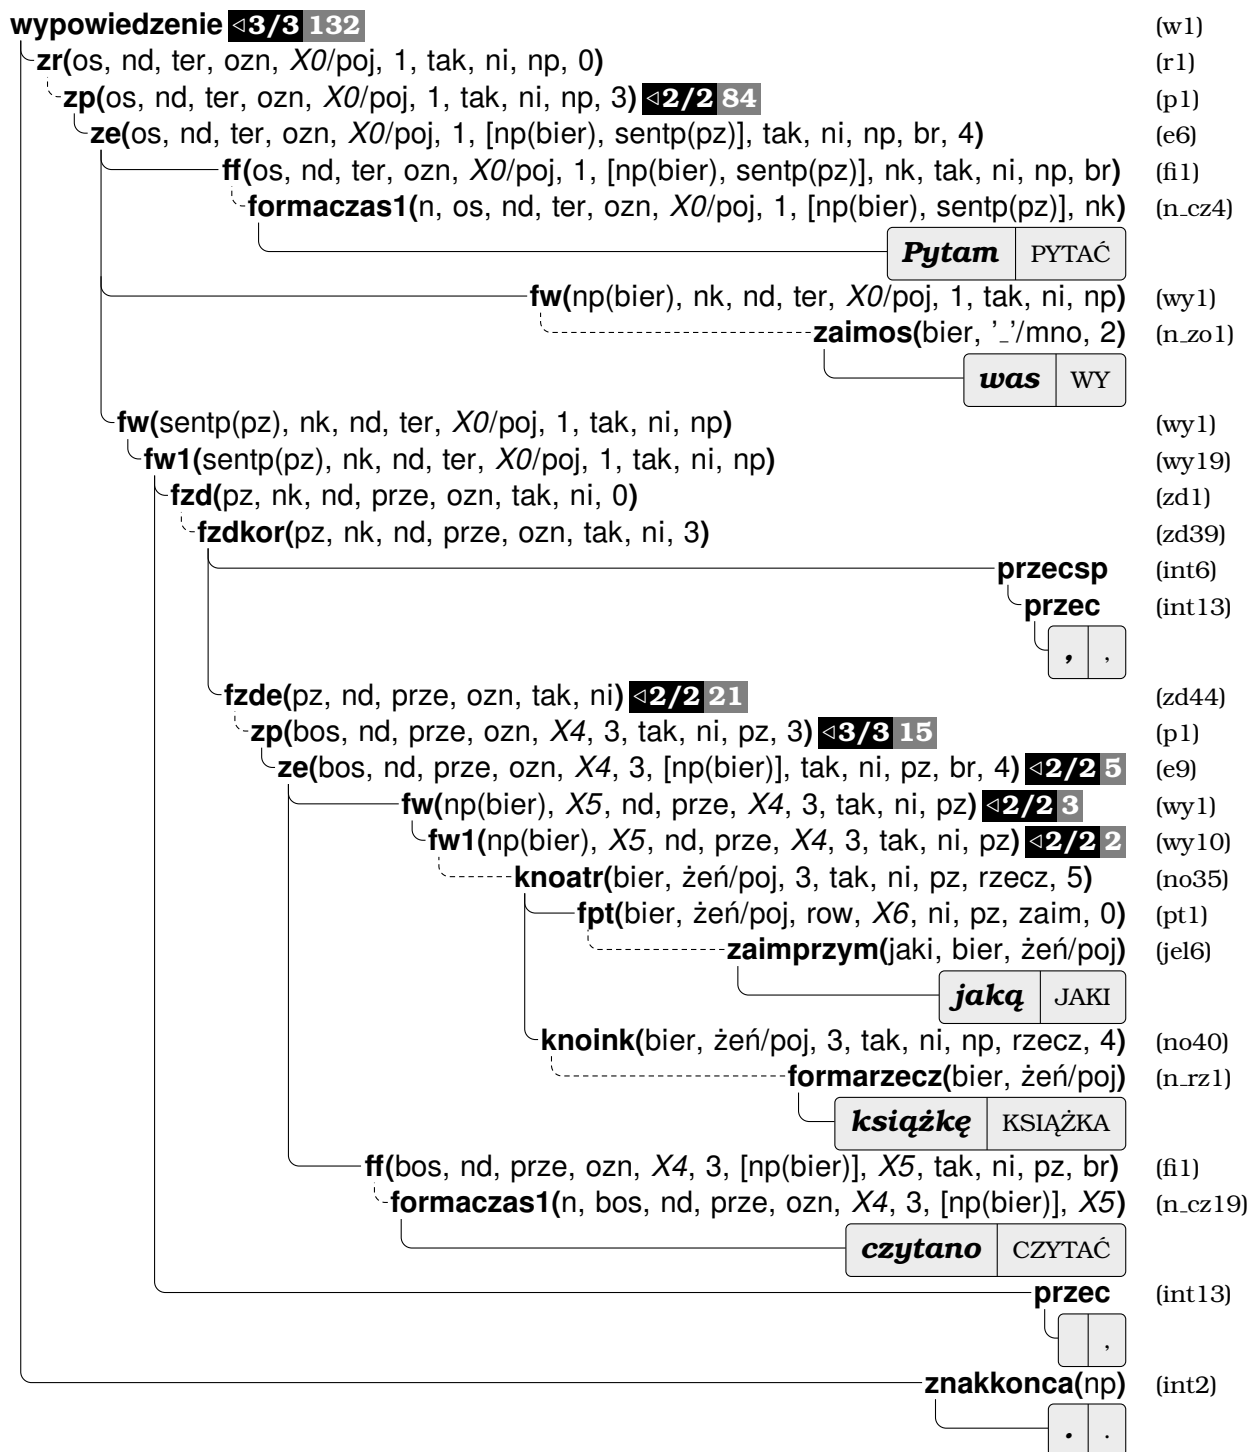 wypowiedzenie ◁3/3 132 (w1)
zr(os, nd, ter, ozn, X0/poj, 1, tak, ni, np, 0) (r1)
zp(os, nd, ter, ozn, X0/poj, 1, tak, ni, np, 3) ◁2/2 84 (p1)
ze(os, nd, ter, ozn, X0/poj, 1, [np(bier), sentp(pz)], tak, ni, np, br, 4) (e6)
ff(os, nd, ter, ozn, X0/poj, 1, [np(bier), sentp(pz)], nk, tak, ni, np, br) (fi1)
formaczas1(n, os, nd, ter, ozn, X0/poj, 1, [np(bier), sentp(pz)], nk) (n_cz4)
Pytam PYTAĆ
fw(np(bier), nk, nd, ter, X0/poj, 1, tak, ni, np) (wy1)
zaimos(bier, '_'/mno, 2) (n_zo1)
was WY
fw(sentp(pz), nk, nd, ter, X0/poj, 1, tak, ni, np) (wy1)
fw1(sentp(pz), nk, nd, ter, X0/poj, 1, tak, ni, np) (wy19)
fzd(pz, nk, nd, prze, ozn, tak, ni, 0) (zd1)
fzdkor(pz, nk, nd, prze, ozn, tak, ni, 3) (zd39)
przecsp (int6)
przec (int13)
, ,
fzde(pz, nd, prze, ozn, tak, ni) ◁2/2 21 (zd44)
zp(bos, nd, prze, ozn, X4, 3, tak, ni, pz, 3) ◁3/3 15 (p1)
ze(bos, nd, prze, ozn, X4, 3, [np(bier)], tak, ni, pz, br, 4) ◁2/2 5 (e9)
fw(np(bier), X5, nd, prze, X4, 3, tak, ni, pz) ◁2/2 3 (wy1)
fw1(np(bier), X5, nd, prze, X4, 3, tak, ni, pz) ◁2/2 2 (wy10)
knoatr(bier, żeń/poj, 3, tak, ni, pz, rzecz, 5) (no35)
fpt(bier, żeń/poj, row, X6, ni, pz, zaim, 0) (pt1)
zaimprzym(jaki, bier, żeń/poj) (jel6)
jaką JAKI
knoink(bier, żeń/poj, 3, tak, ni, np, rzecz, 4) (no40)
formarzecz(bier, żeń/poj) (n_rz1)
książkę KSIĄŻKA
ff(bos, nd, prze, ozn, X4, 3, [np(bier)], X5, tak, ni, pz, br) (fi1)
formaczas1(n, bos, nd, prze, ozn, X4, 3, [np(bier)], X5) (n_cz19)
czytano CZYTAĆ
przec (int13)
,
znakkonca(np) (int2)
. .